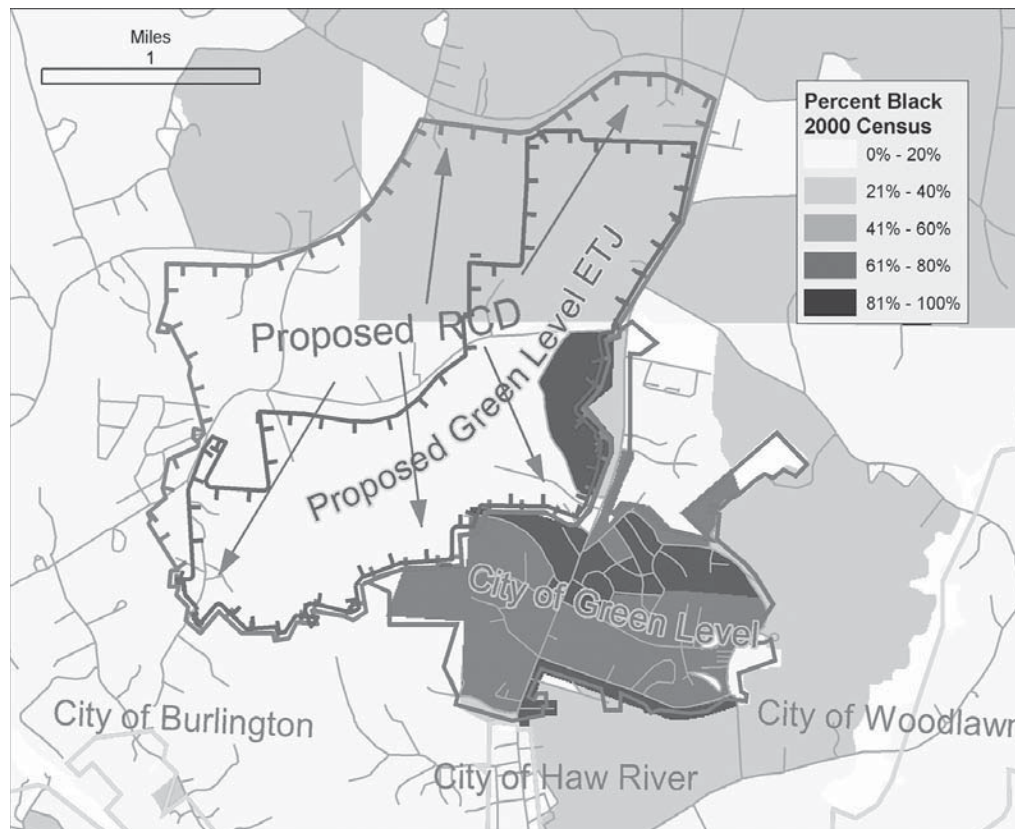 Miles
1
Percent Black
2000 Census
0% - 20%
21% - 40%
41% - 60%
61% - 80%
81% - 100%
Proposed RCD
Proposed Green Level ETJ
City of Green Level
City of Burlington
City of Woodlawn
City of Haw River